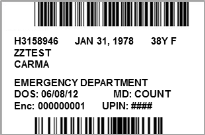 H3158946 JAN 31, 1978 38Y F
ZZTEST
CARMA
EMERGENCY DEPARTMENT
DOS: 06/08/12 MD: COUNT
Enc: 000000001 UPIN: ####